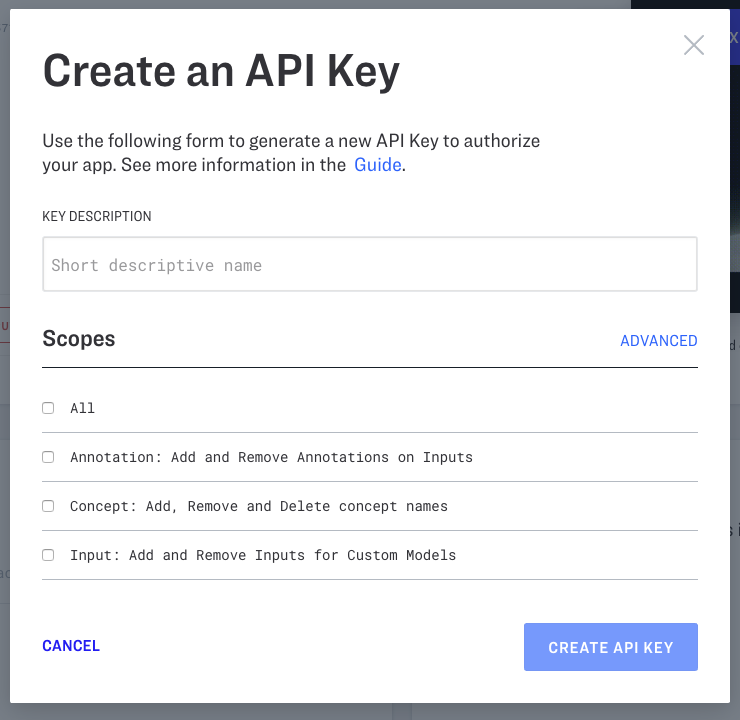 Create an API Key
Use the following form to generate a new API Key to authorize
your app. See more information in the Guide.
KEY DESCRIPTION
Short descriptive name
Scopes
ADVANCED
All
Annotation: Add and Remove Annotations on Inputs
Concept: Add, Remove and Delete concept names
Input: Add and Remove Inputs for Custom Models
CANCEL
CREATE API KEY